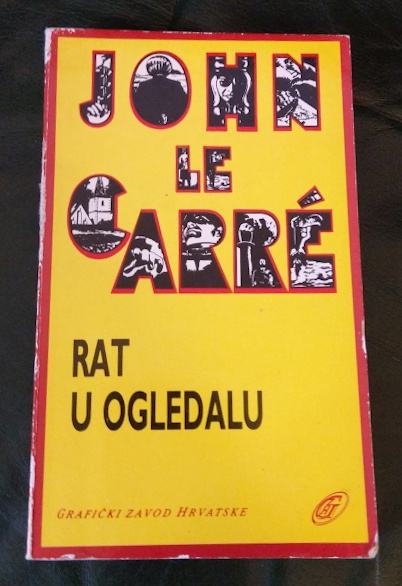 JOHN
LE
CARRÉ
RAT
U OGLEDALU
GRAFIČKI ZAVOD HRVATSKE